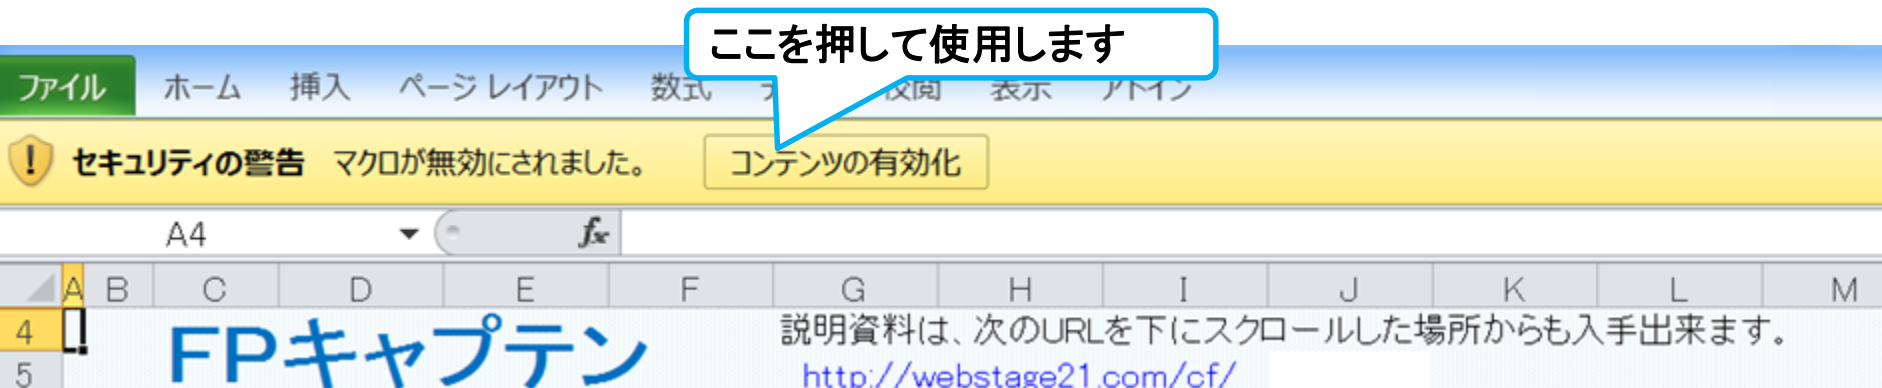 ここを押して使用します
ファイル ホーム 挿入 ページ レイアウト 数式 校閲 表示 アドイン
! セキュリティの警告 マクロが無効にされました。 コンテンツの有効化
A4 fx
A B C D E F G H I J K L M
4 FPキャプテン 説明資料は、次のURLを下にスクロールした場所からも入手出来ます。
5 http://webstage21.com/cf/